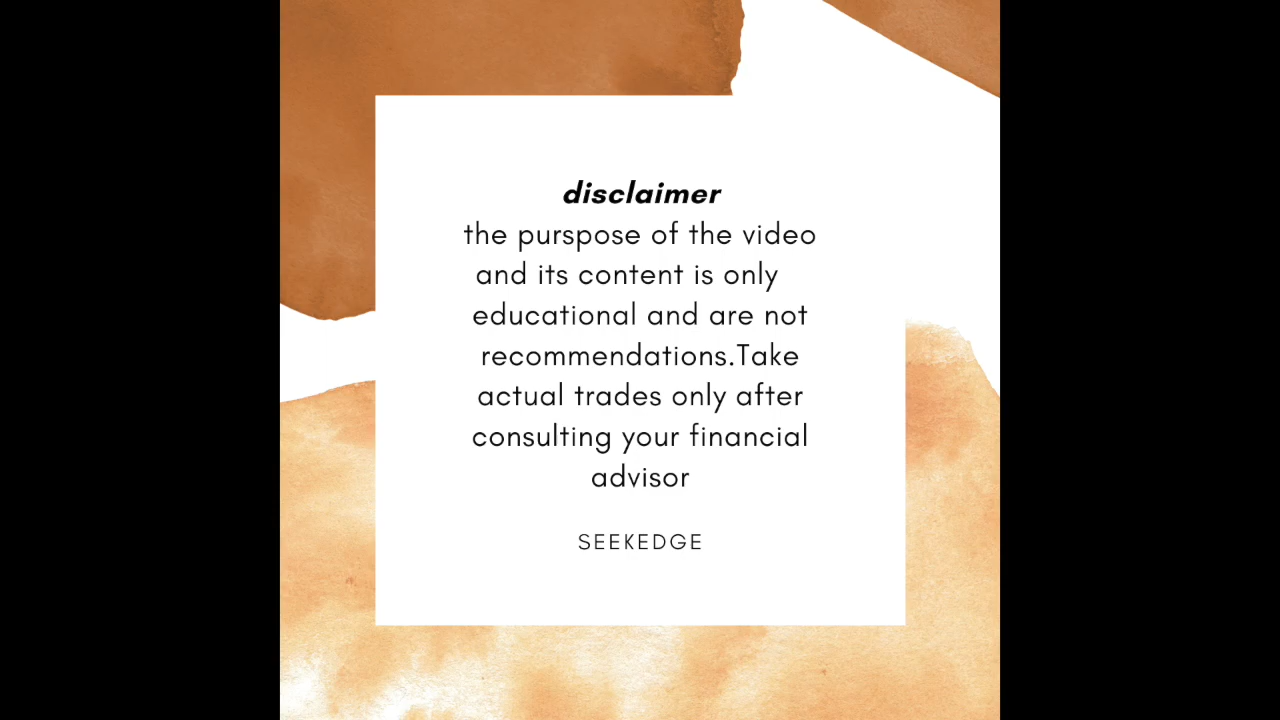 disclaimer
the purspose of the video
and its content is only
educational and are not
recommendations.Take
actual trades only after
consulting your financial
advisor
SEEKEDGE